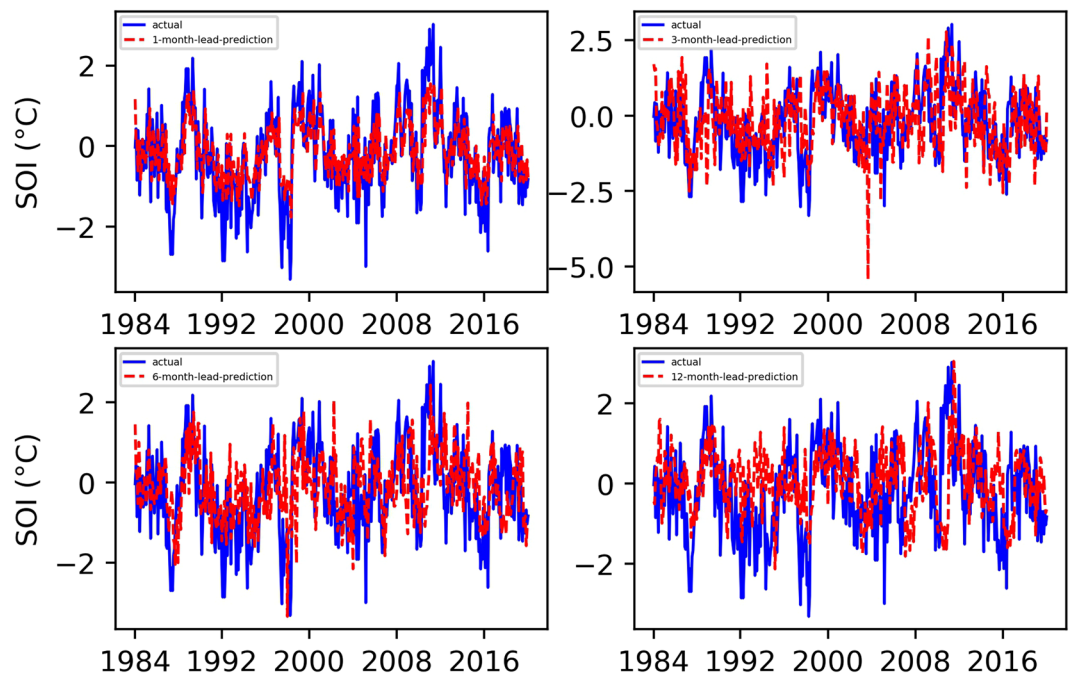 actual
1-month-lead-prediction
SOI (°C)
2
0
−2
1984 1992 2000 2008 2016
actual
3-month-lead-prediction
2.5
0.0
−2.5
−5.0
1984 1992 2000 2008 2016
actual
6-month-lead-prediction
SOI (°C)
2
0
−2
1984 1992 2000 2008 2016
actual
12-month-lead-prediction
2
0
−2
1984 1992 2000 2008 2016